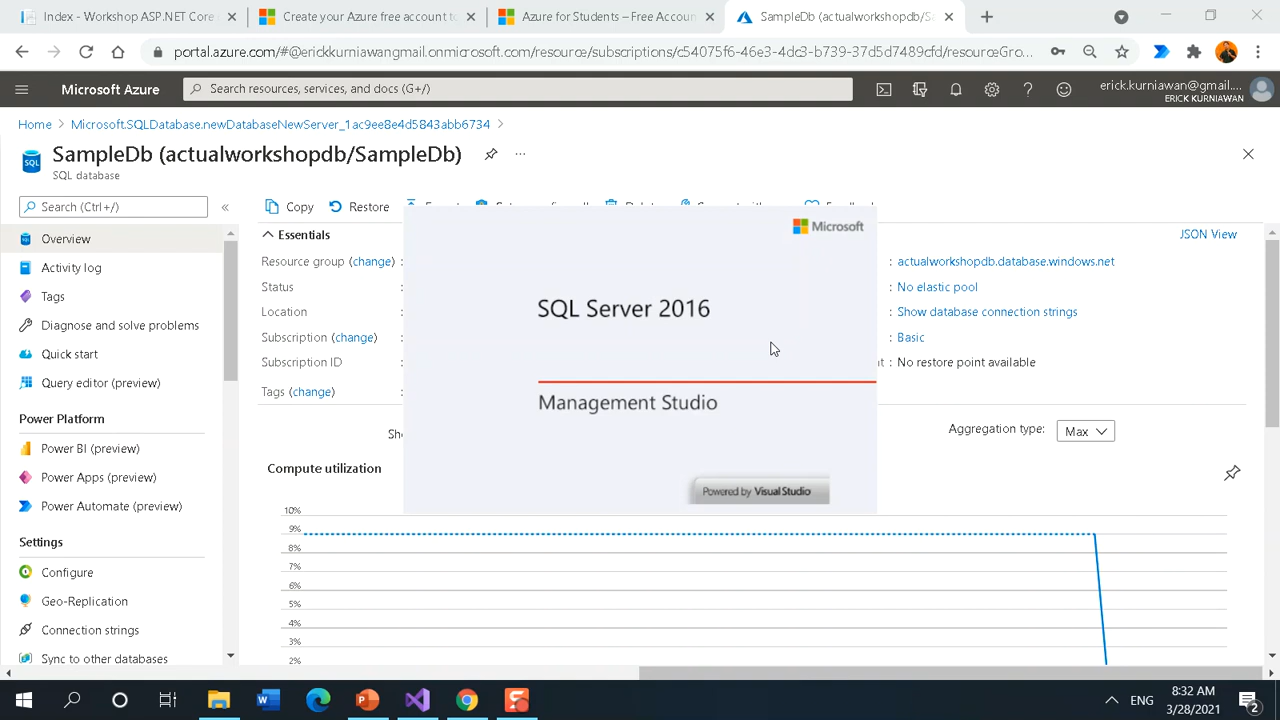 Index - Workshop ASP.NET Core
Create your Azure free account to
Azure for Students – Free Accoun
SampleDb (actualworkshopdb/Sa
portal.azure.com/#@erickkurniawangmail.onmicrosoft.com/resource/subscriptions/c54075f6-46e3-4dc3-b739-37d5d7489cfd/resourceGro...
Microsoft Azure
Search resources, services, and docs (G+/)
erick.kurniawan@gmail....
ERICK KURNIAWAN
Home > Microsoft.SQLDatabase.newDatabaseNewServer_1ac9ee8e4d5843abb6734 >
SampleDb (actualworkshopdb/SampleDb)
SQL database
Search (Ctrl+/)
Copy
Restore
Overview
Activity log
Tags
Diagnose and solve problems
Quick start
Query editor (preview)
Power Platform
Power BI (preview)
Power Apps (preview)
Power Automate (preview)
Settings
Configure
Geo-Replication
Connection strings
Sync to other databases
Essentials
JSON View
Resource group (change) :
Status :
Location :
Subscription (change) :
Subscription ID :
Tags (change) :
: actualworkshopdb.database.windows.net
: No elastic pool
: Show database connection strings
: Basic
: No restore point available
Microsoft
SQL Server 2016
Management Studio
Powered by Visual Studio
Aggregation type:
Max
Compute utilization
10%
9%
8%
7%
6%
5%
4%
3%
2%
ENG
8:32 AM
3/28/2021
2